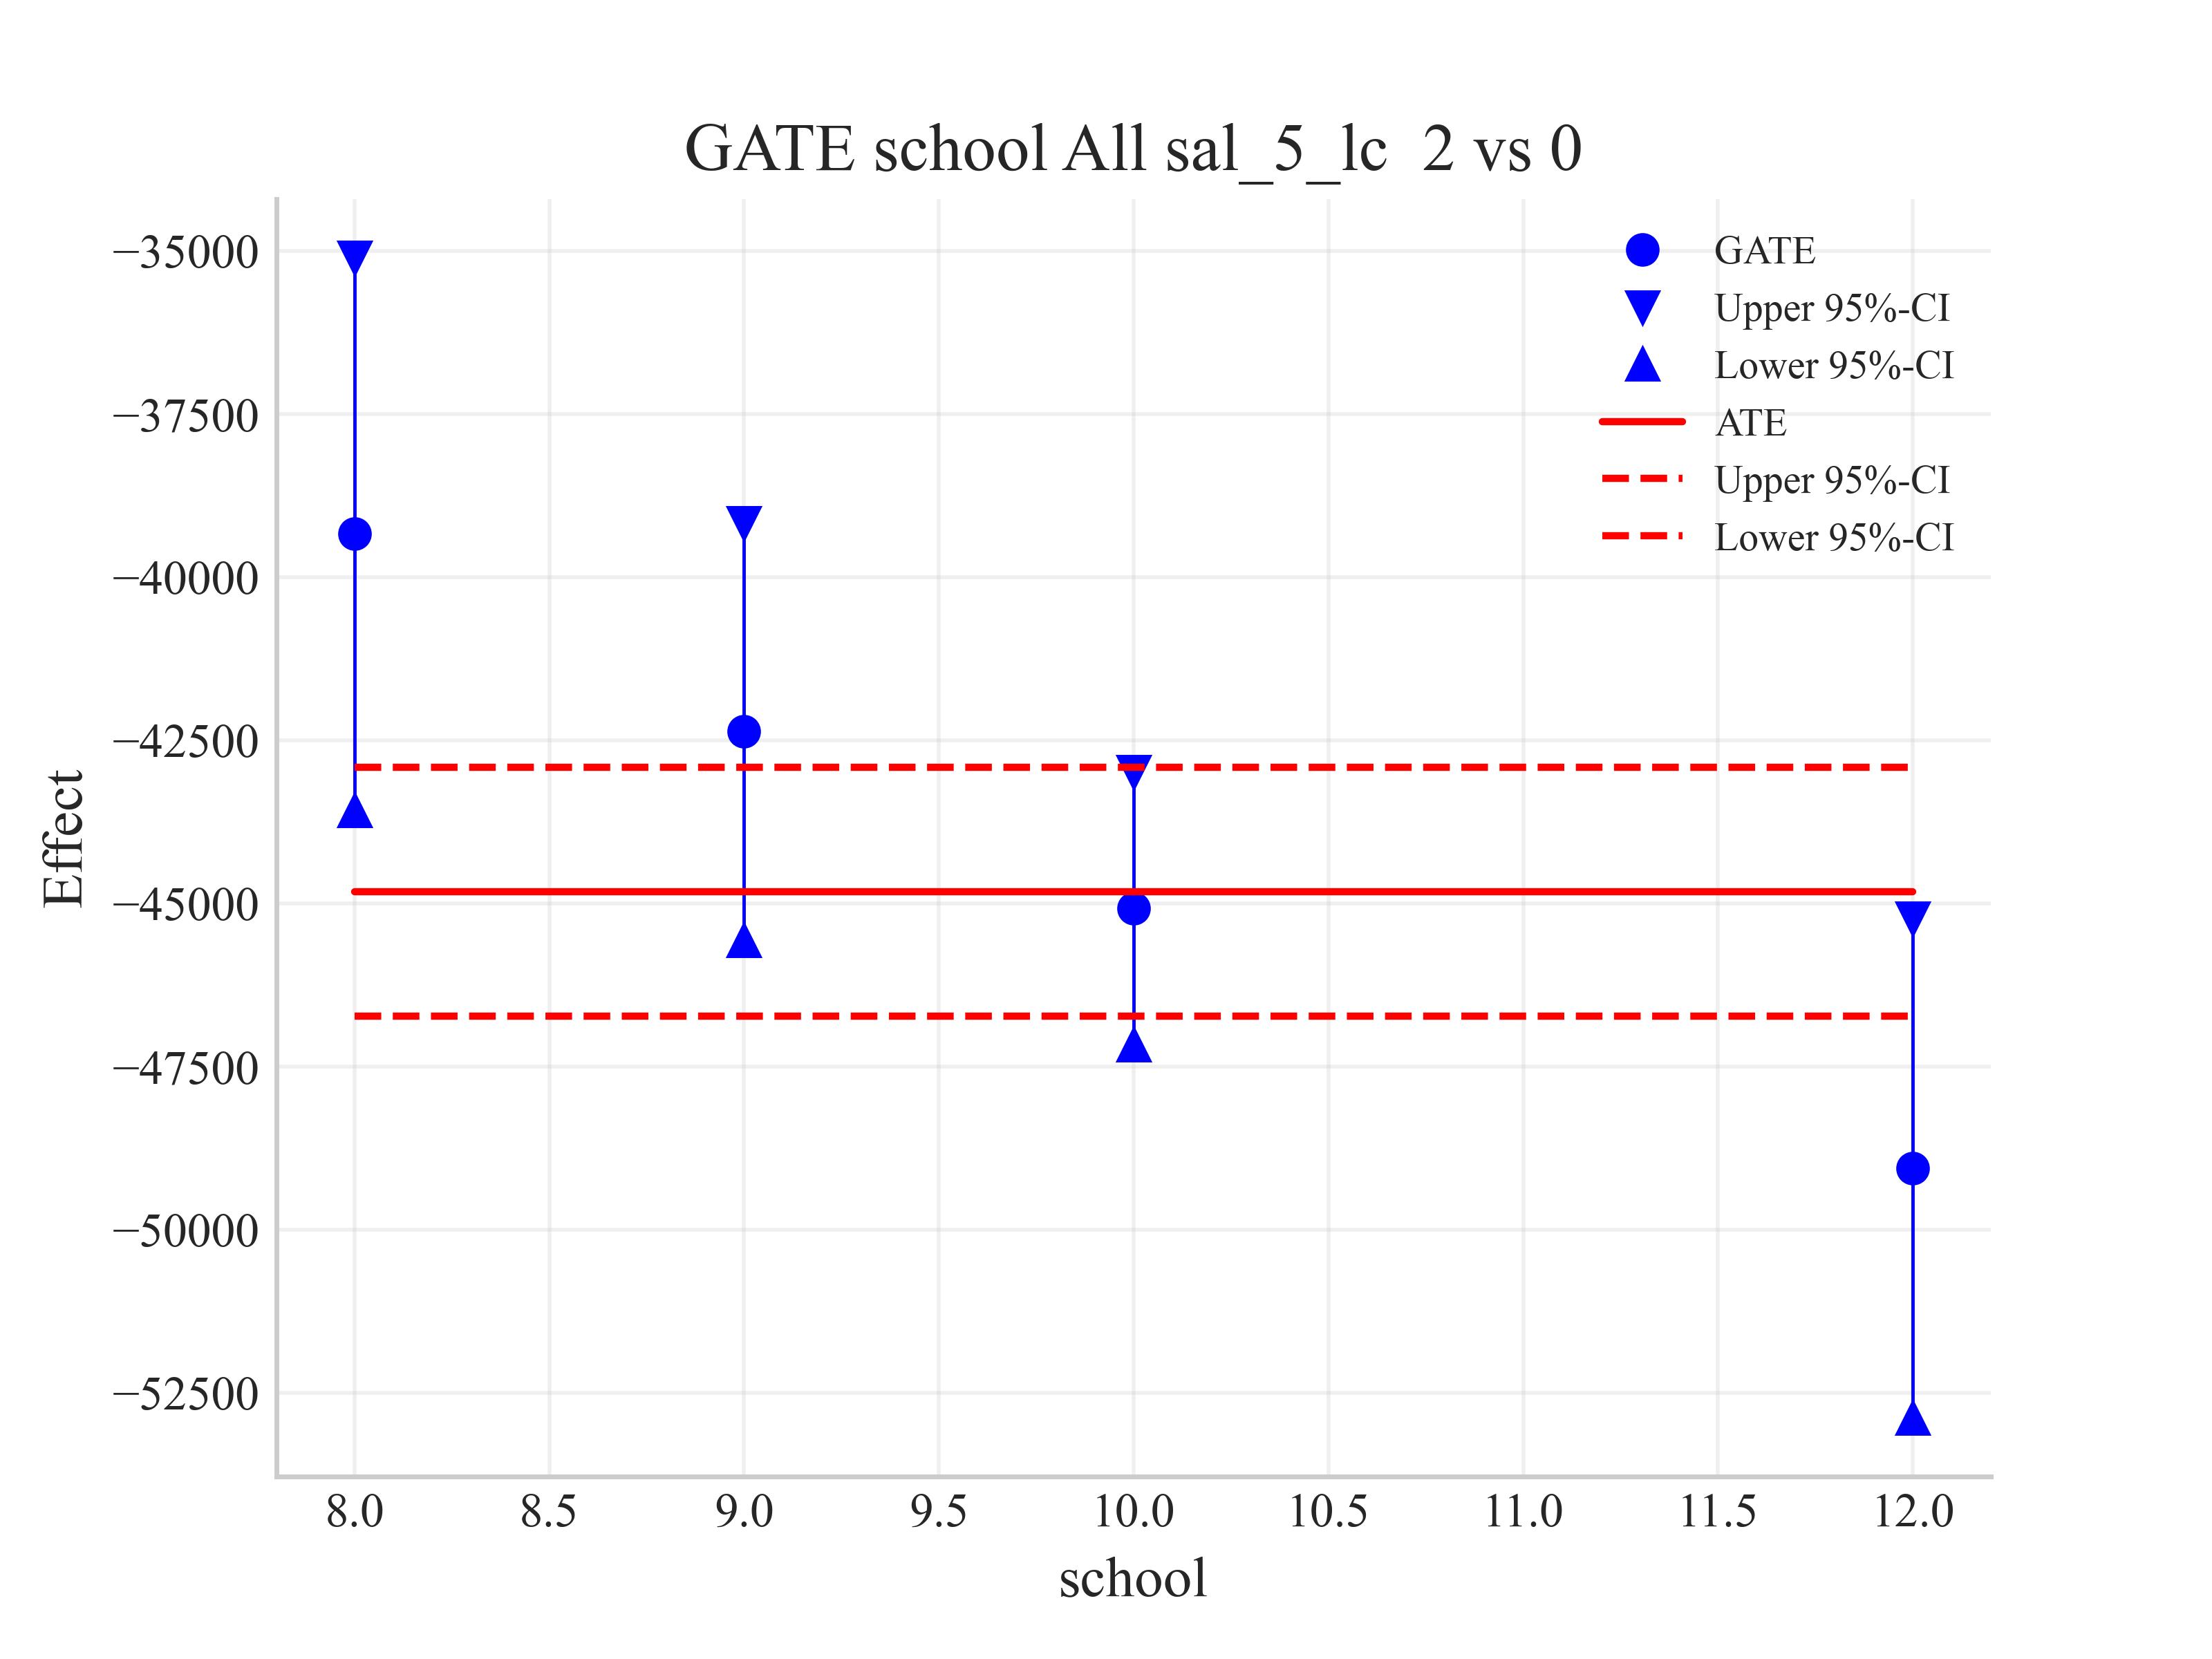 GATE school All sal_5_lc  2 vs 0
GATE
Upper 95%-CI
Lower 95%-CI
ATE
Upper 95%-CI
Lower 95%-CI
−35000
−37500
−40000
−42500
−45000
−47500
−50000
−52500
Effect
8.0 8.5 9.0 9.5 10.0 10.5 11.0 11.5 12.0
school